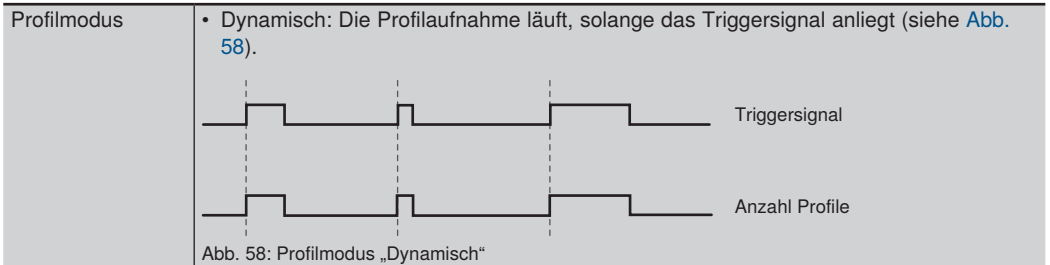 Profilmodus
• Dynamisch: Die Profilaufnahme läuft, solange das Triggersignal anliegt (siehe Abb.
58).
Triggersignal
Anzahl Profile
Abb. 58: Profilmodus „Dynamisch“